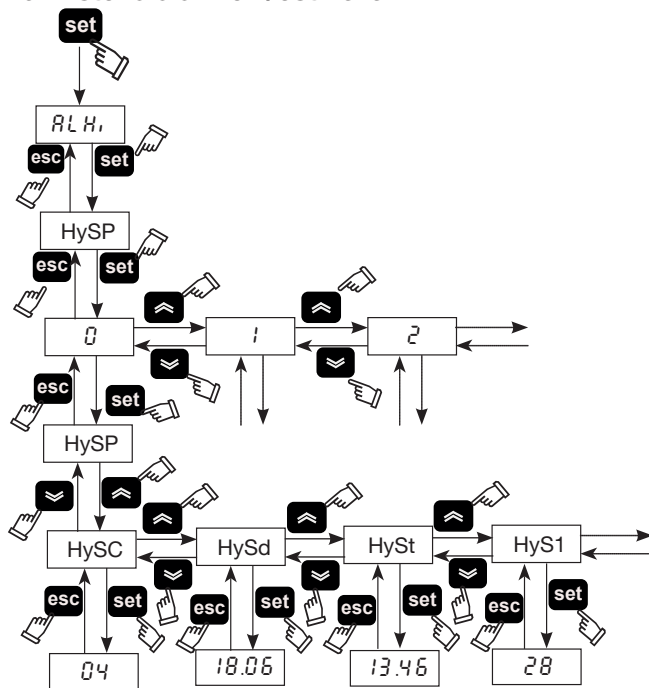 set
ALHi
esc set
HySP
esc set
0 1 2
esc set
HySP
HySC HySd HySt HyS1
esc set esc set esc set esc set
04 18.06 13.46 28